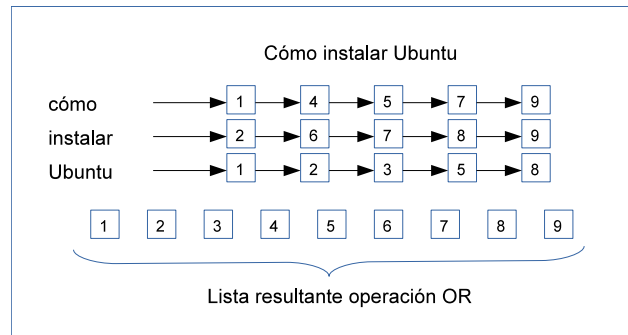 Cómo instalar Ubuntu
cómo 1 4 5 7 9
instalar 2 6 7 8 9
Ubuntu 1 2 3 5 8
1 2 3 4 5 6 7 8 9
Lista resultante operación OR